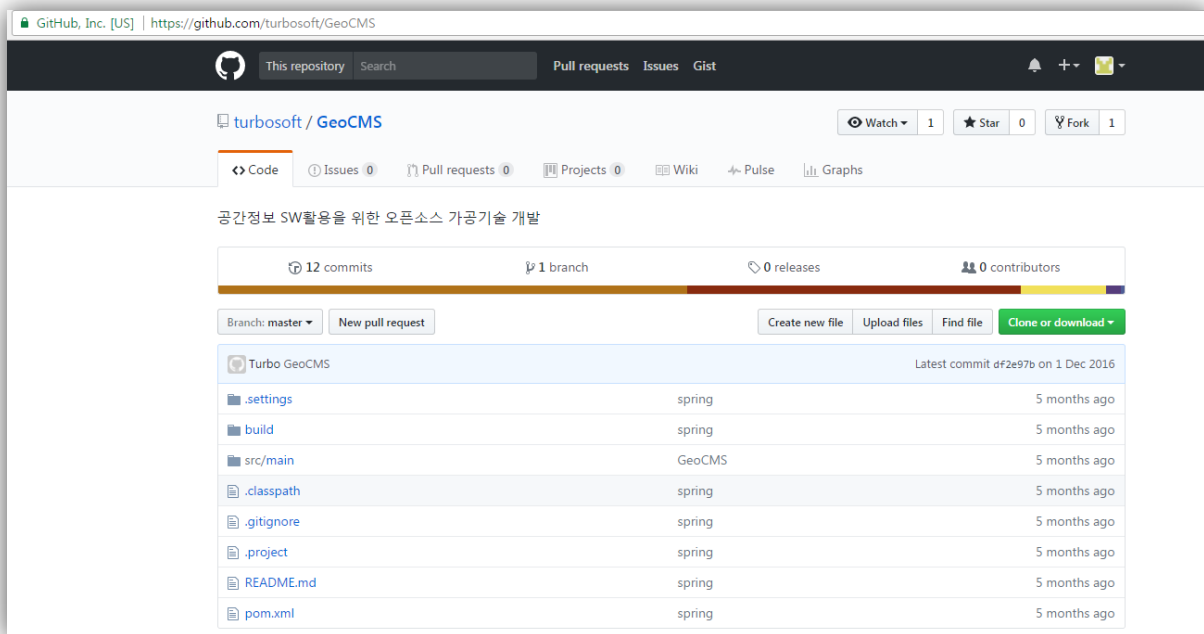 GitHub, Inc. [US] | https://github.com/turbosoft/GeoCMS
This repository Search Pull requests Issues Gist
turbosoft / GeoCMS Watch 1 Star 0 Fork 1
Code Issues 0 Pull requests 0 Projects 0 Wiki Pulse Graphs
공간정보 SW활용을 위한 오픈소스 가공기술 개발
12 commits 1 branch 0 releases 0 contributors
Branch: master New pull request Create new file Upload files Find file Clone or download
Turbo GeoCMS Latest commit df2e97b on 1 Dec 2016
.settings spring 5 months ago
build spring 5 months ago
src/main GeoCMS 5 months ago
.classpath spring 5 months ago
.gitignore spring 5 months ago
.project spring 5 months ago
README.md spring 5 months ago
pom.xml spring 5 months ago